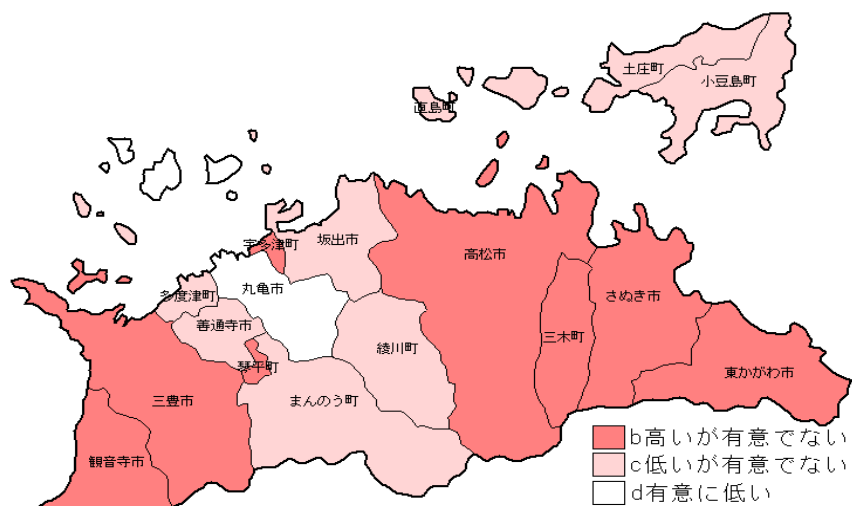 土庄町
小豆島町
直島町
宇多津町
坂出市
高松市
丸亀市
多度津町
さぬき市
善通寺市
三木町
綾川町
琴平町
東かがわ市
三豊市
まんのう町
観音寺市
b高いが有意でない
c低いが有意でない
d有意に低い